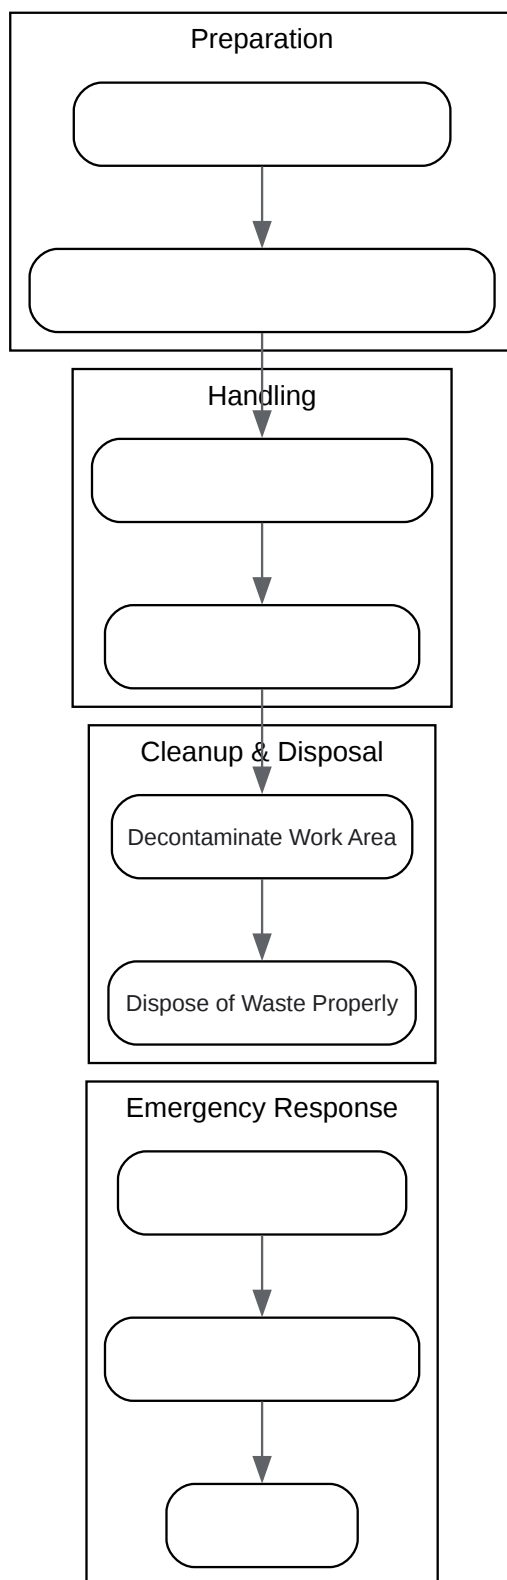 Preparation
Handling
Cleanup & Disposal
Decontaminate Work Area
Dispose of Waste Properly
Emergency Response